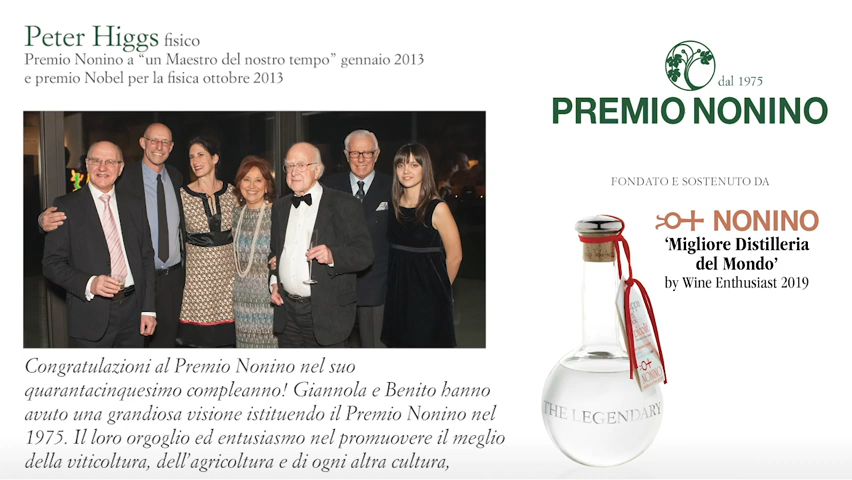 Peter Higgs fisico
Premio Nonino a “un Maestro del nostro tempo” gennaio 2013
e premio Nobel per la fisica ottobre 2013
Congratulazioni al Premio Nonino nel suo
quarantacinquesimo compleanno! Giannola e Benito hanno
avuto una grandiosa visione istituendo il Premio Nonino nel
1975. Il loro orgoglio ed entusiasmo nel promuovere il meglio
della viticoltura, dell’agricoltura e di ogni altra cultura,
dal 1975
PREMIO NONINO
FONDATO E SOSTENUTO DA
NONINO
‘Migliore Distilleria
del Mondo’
by Wine Enthusiast 2019
NONINO
THE LEGENDARY